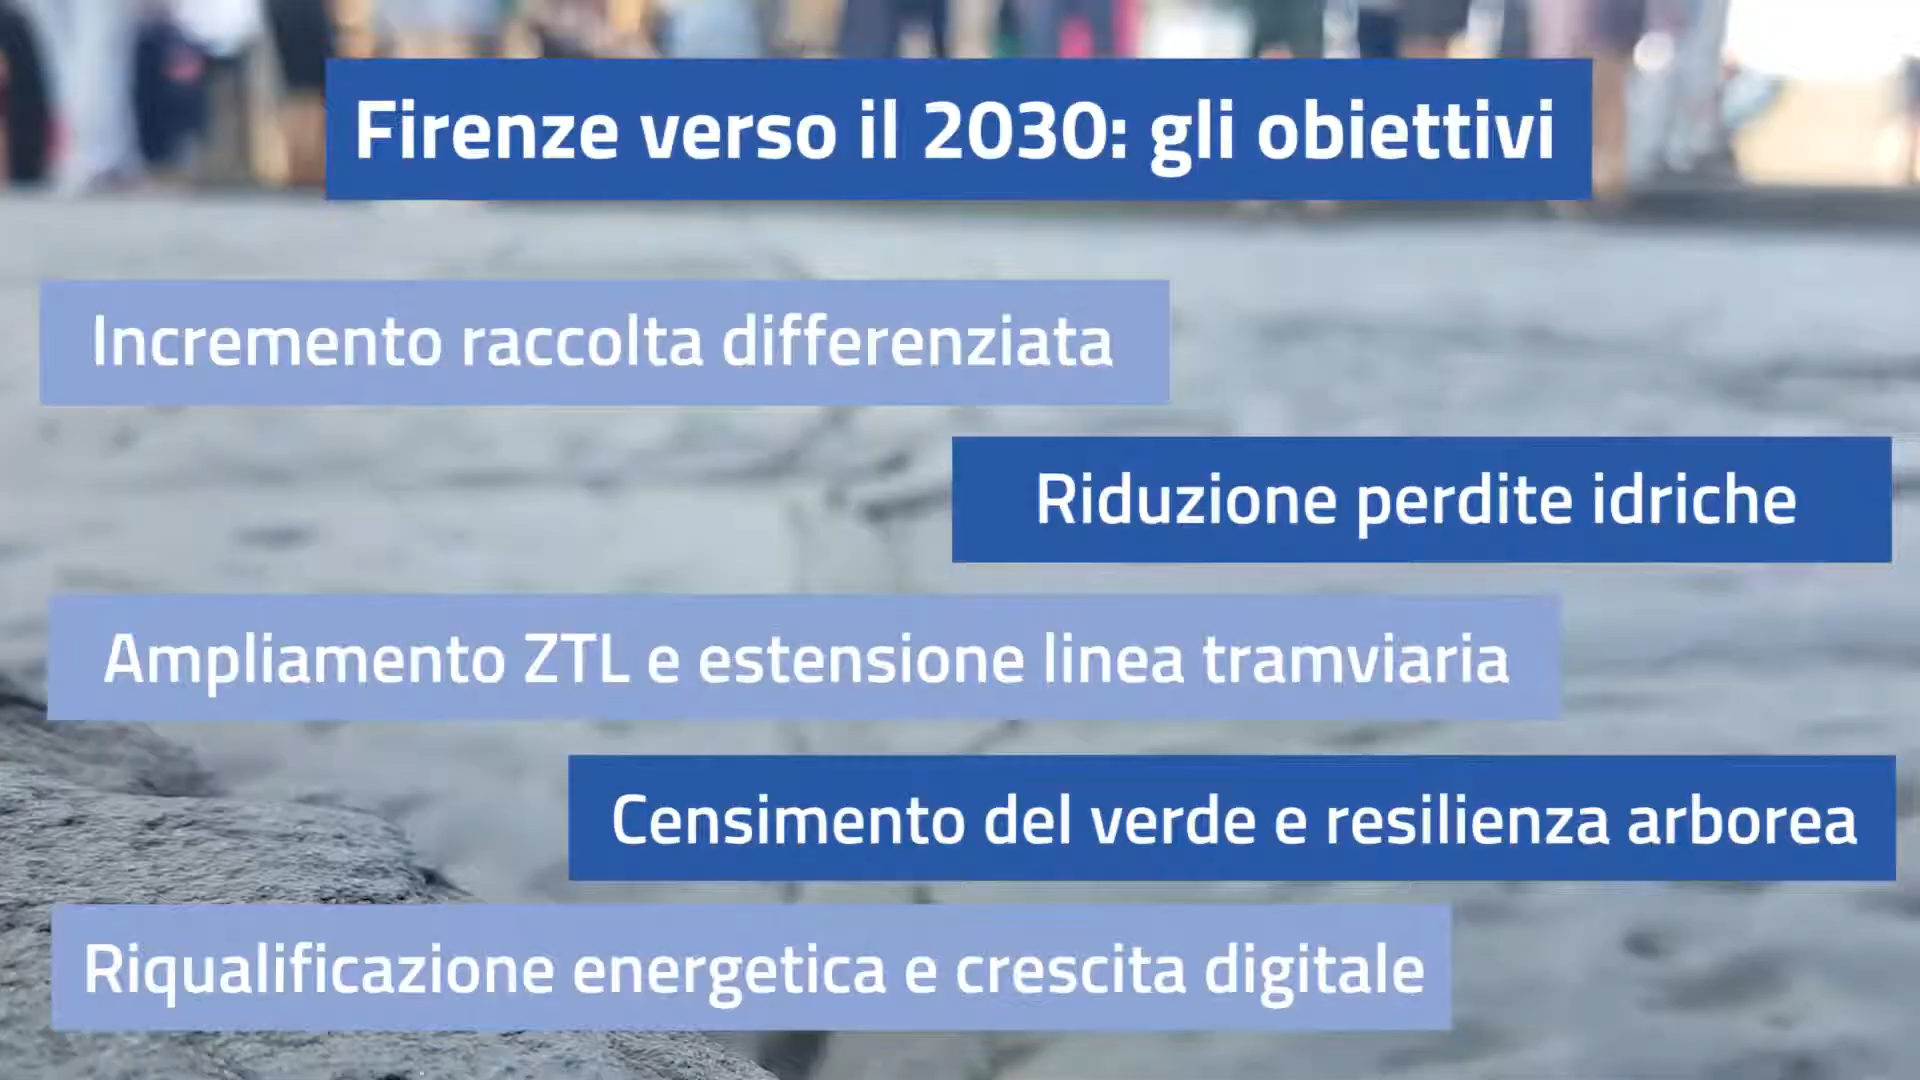 Firenze verso il 2030: gli obiettivi
Incremento raccolta differenziata
Riduzione perdite idriche
Ampliamento ZTL e estensione linea tramviaria
Censimento del verde e resilienza arborea
Riqualificazione energetica e crescita digitale